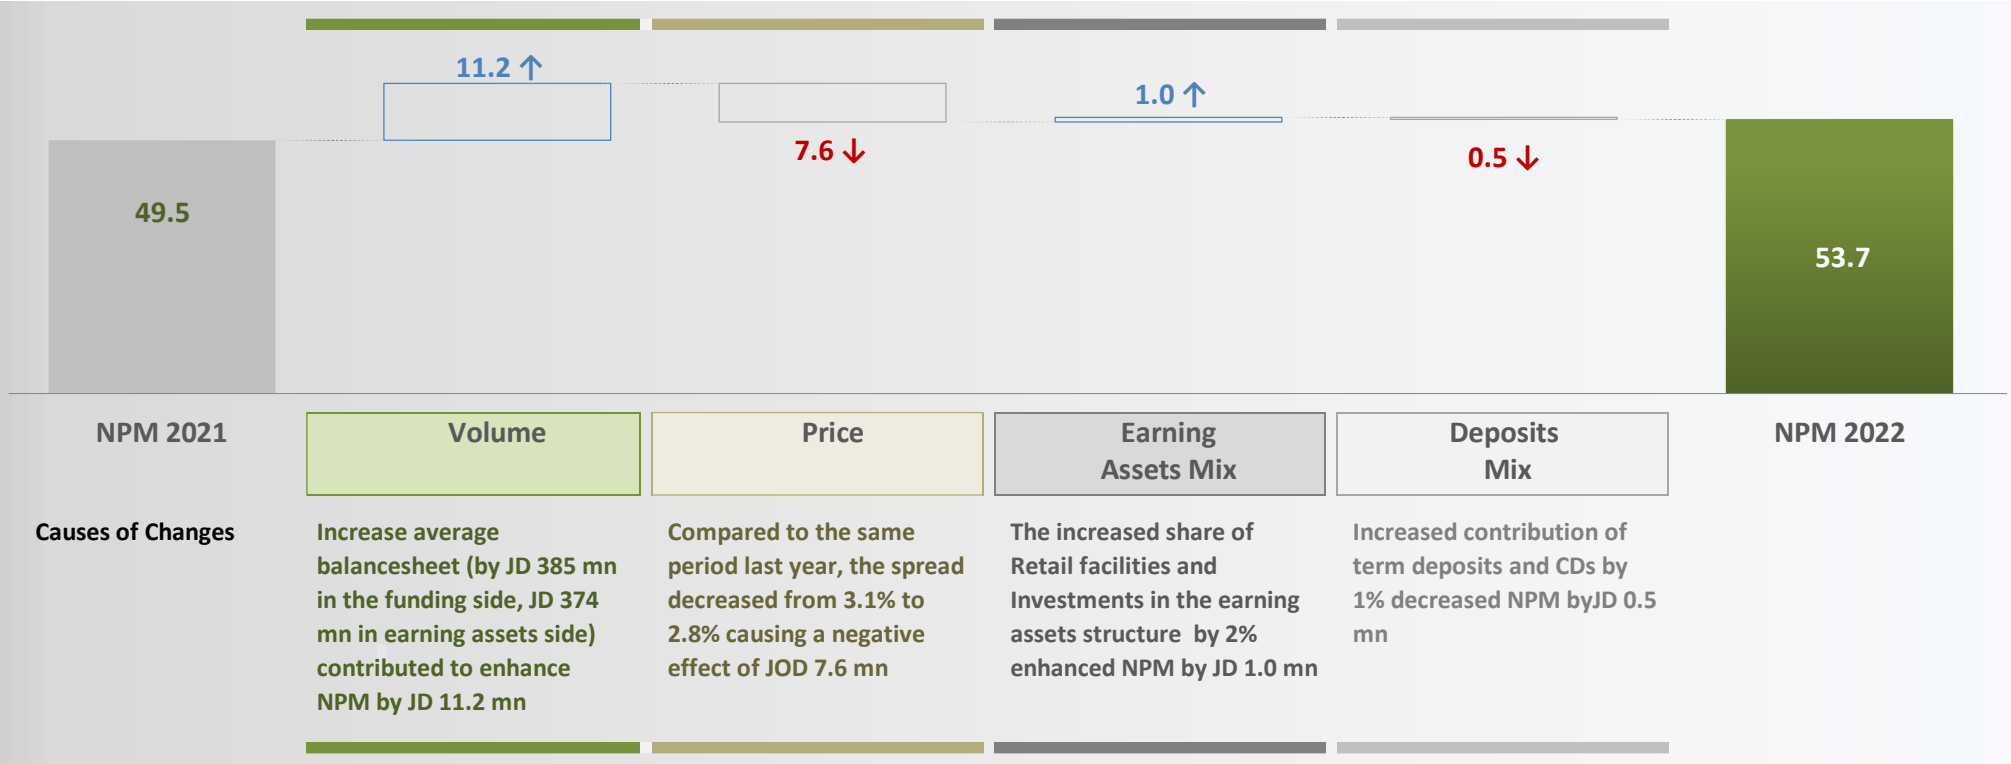 11.2 ↑
1.0 ↑
7.6 ↓
0.5 ↓
49.5
53.7
NPM 2021
Volume
Price
Earning
Assets Mix
Deposits
Mix
NPM 2022
Causes of Changes
Increase average
balancesheet (by JD 385 mn
in the funding side, JD 374
mn in earning assets side)
contributed to enhance
NPM by JD 11.2 mn
Compared to the same
period last year, the spread
decreased from 3.1% to
2.8% causing a negative
effect of JOD 7.6 mn
The increased share of
Retail facilities and
Investments in the earning
assets structure  by 2%
enhanced NPM by JD 1.0 mn
Increased contribution of
term deposits and CDs by
1% decreased NPM byJD 0.5
mn